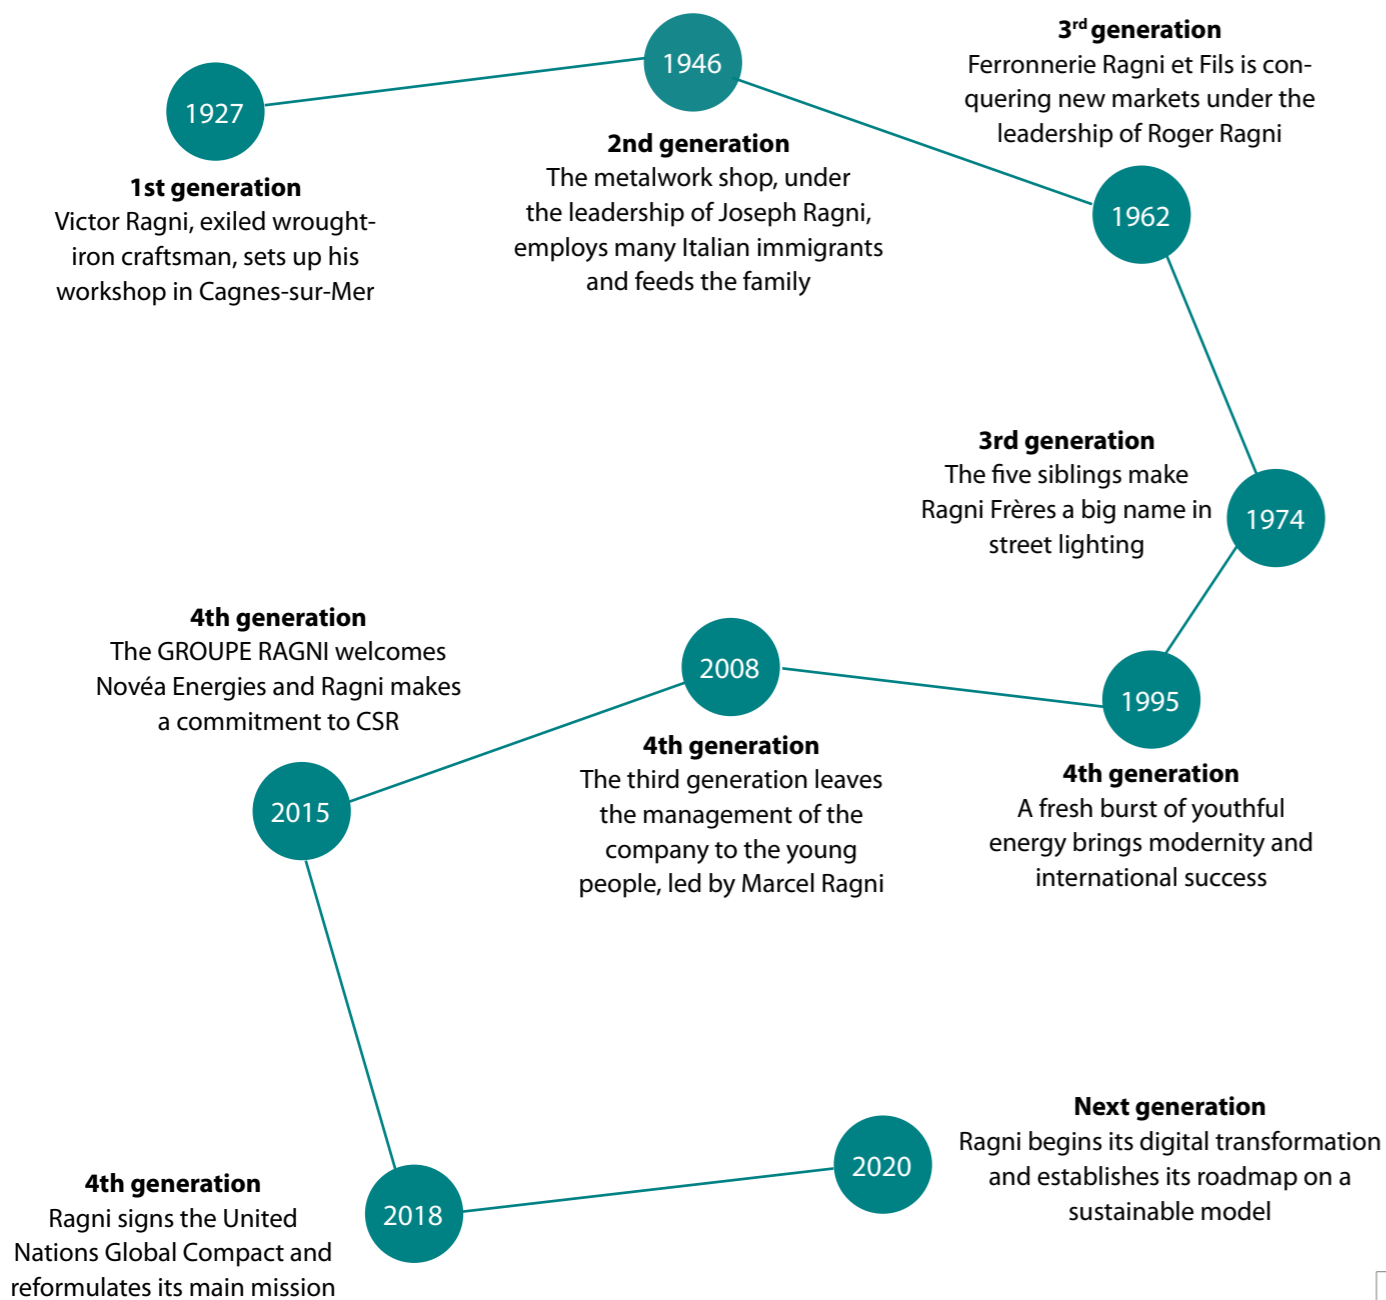 1927
1st generation
Victor Ragni, exiled wrought-
iron craftsman, sets up his
workshop in Cagnes-sur-Mer
1946
2nd generation
The metalwork shop, under
the leadership of Joseph Ragni,
employs many Italian immigrants
and feeds the family
3rd generation
Ferronnerie Ragni et Fils is con-
quering new markets under the
leadership of Roger Ragni
1962
3rd generation
The five siblings make
Ragni Frères a big name in
street lighting
1974
1995
4th generation
A fresh burst of youthful
energy brings modernity and
international success
2008
4th generation
The third generation leaves
the management of the
company to the young
people, led by Marcel Ragni
4th generation
The GROUPE RAGNI welcomes
Novéa Energies and Ragni makes
a commitment to CSR
2015
4th generation
Ragni signs the United
Nations Global Compact and
reformulates its main mission
2018
2020
Next generation
Ragni begins its digital transformation
and establishes its roadmap on a
sustainable model